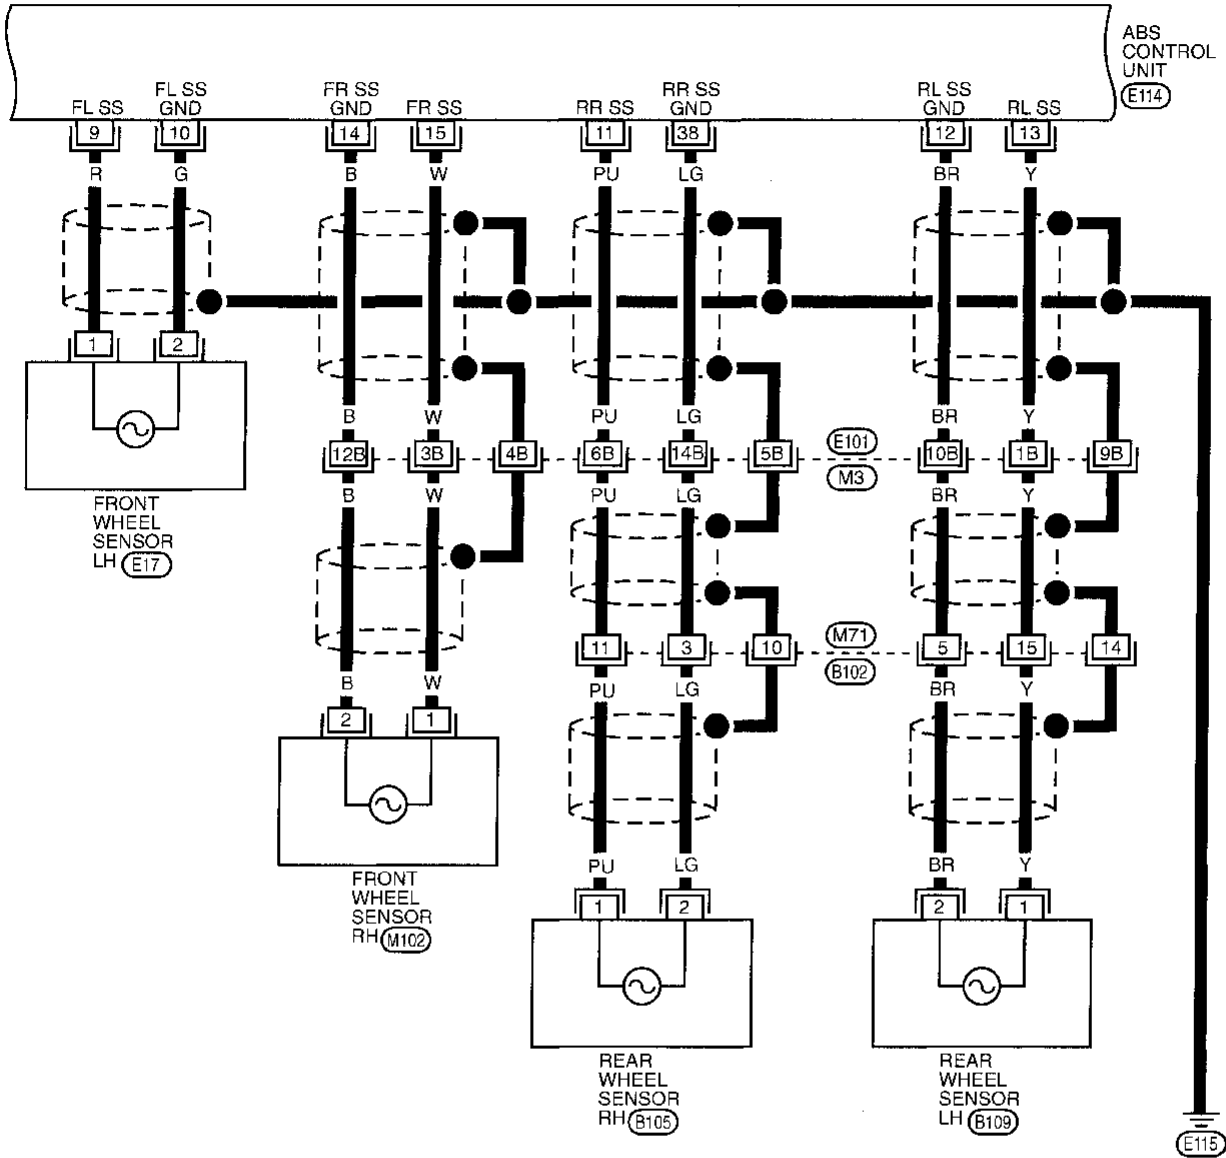 ABS
CONTROL
UNIT
E114
FL SS
FL SS
GND
FR SS
GND
FR SS
RR SS
RR SS
GND
RL SS
GND
RL SS
9
10
14
15
11
38
12
13
R
G
B
W
PU
LG
BR
Y
1
2
FRONT
WHEEL
SENSOR
LH E17
B
W
PU
LG
BR
Y
12B
3B
4B
6B
14B
5B
E101
M3
10B
1B
9B
B
W
PU
LG
BR
Y
11
3
10
M71
B102
5
15
14
B
W
PU
LG
BR
Y
2
1
FRONT
WHEEL
SENSOR
RH M102
PU
LG
BR
Y
1
2
2
1
REAR
WHEEL
SENSOR
RH B105
REAR
WHEEL
SENSOR
LH B109
E115